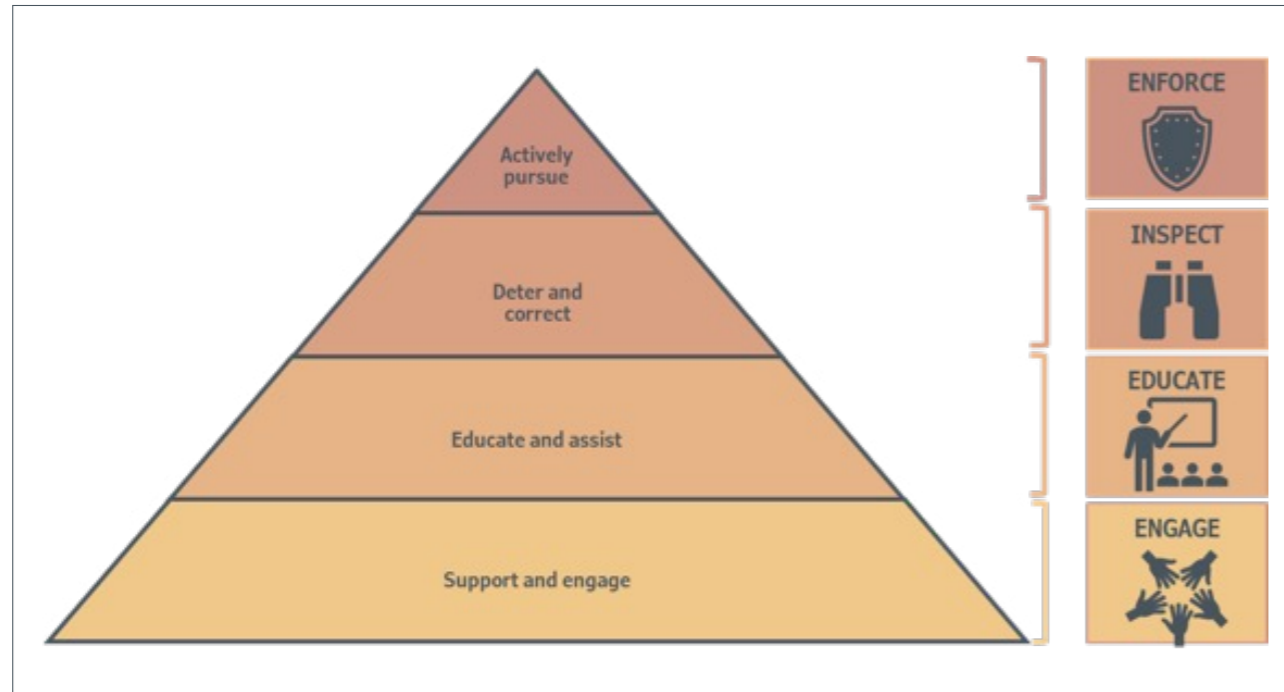 Actively
pursue
ENFORCE
Deter and
correct
INSPECT
Educate and assist
EDUCATE
Support and engage
ENGAGE